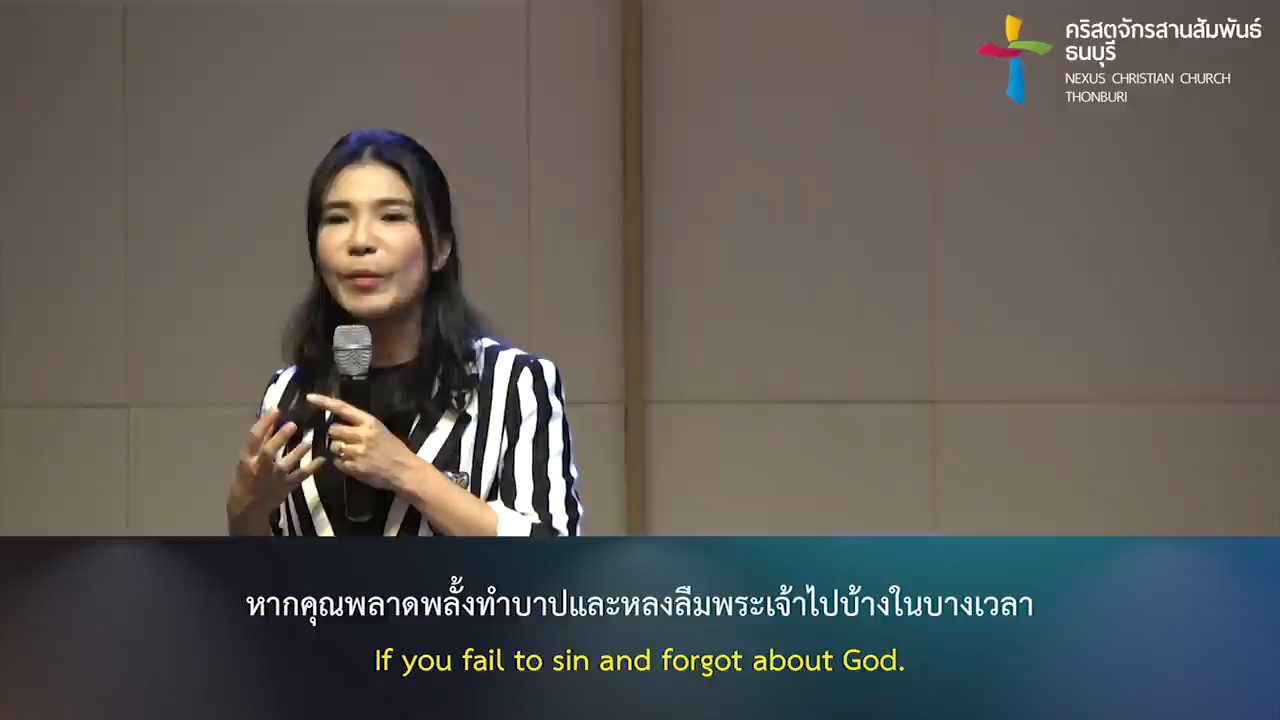 คริสตจักรสานสัมพันธ์
ธนบุรี
NEXUS CHRISTIAN CHURCH
THONBURI
หากคุณพลาดพลั้งทำบาปและหลงลืมพระเจ้าไปบ้างในบางเวลา
If you fail to sin and forgot about God.